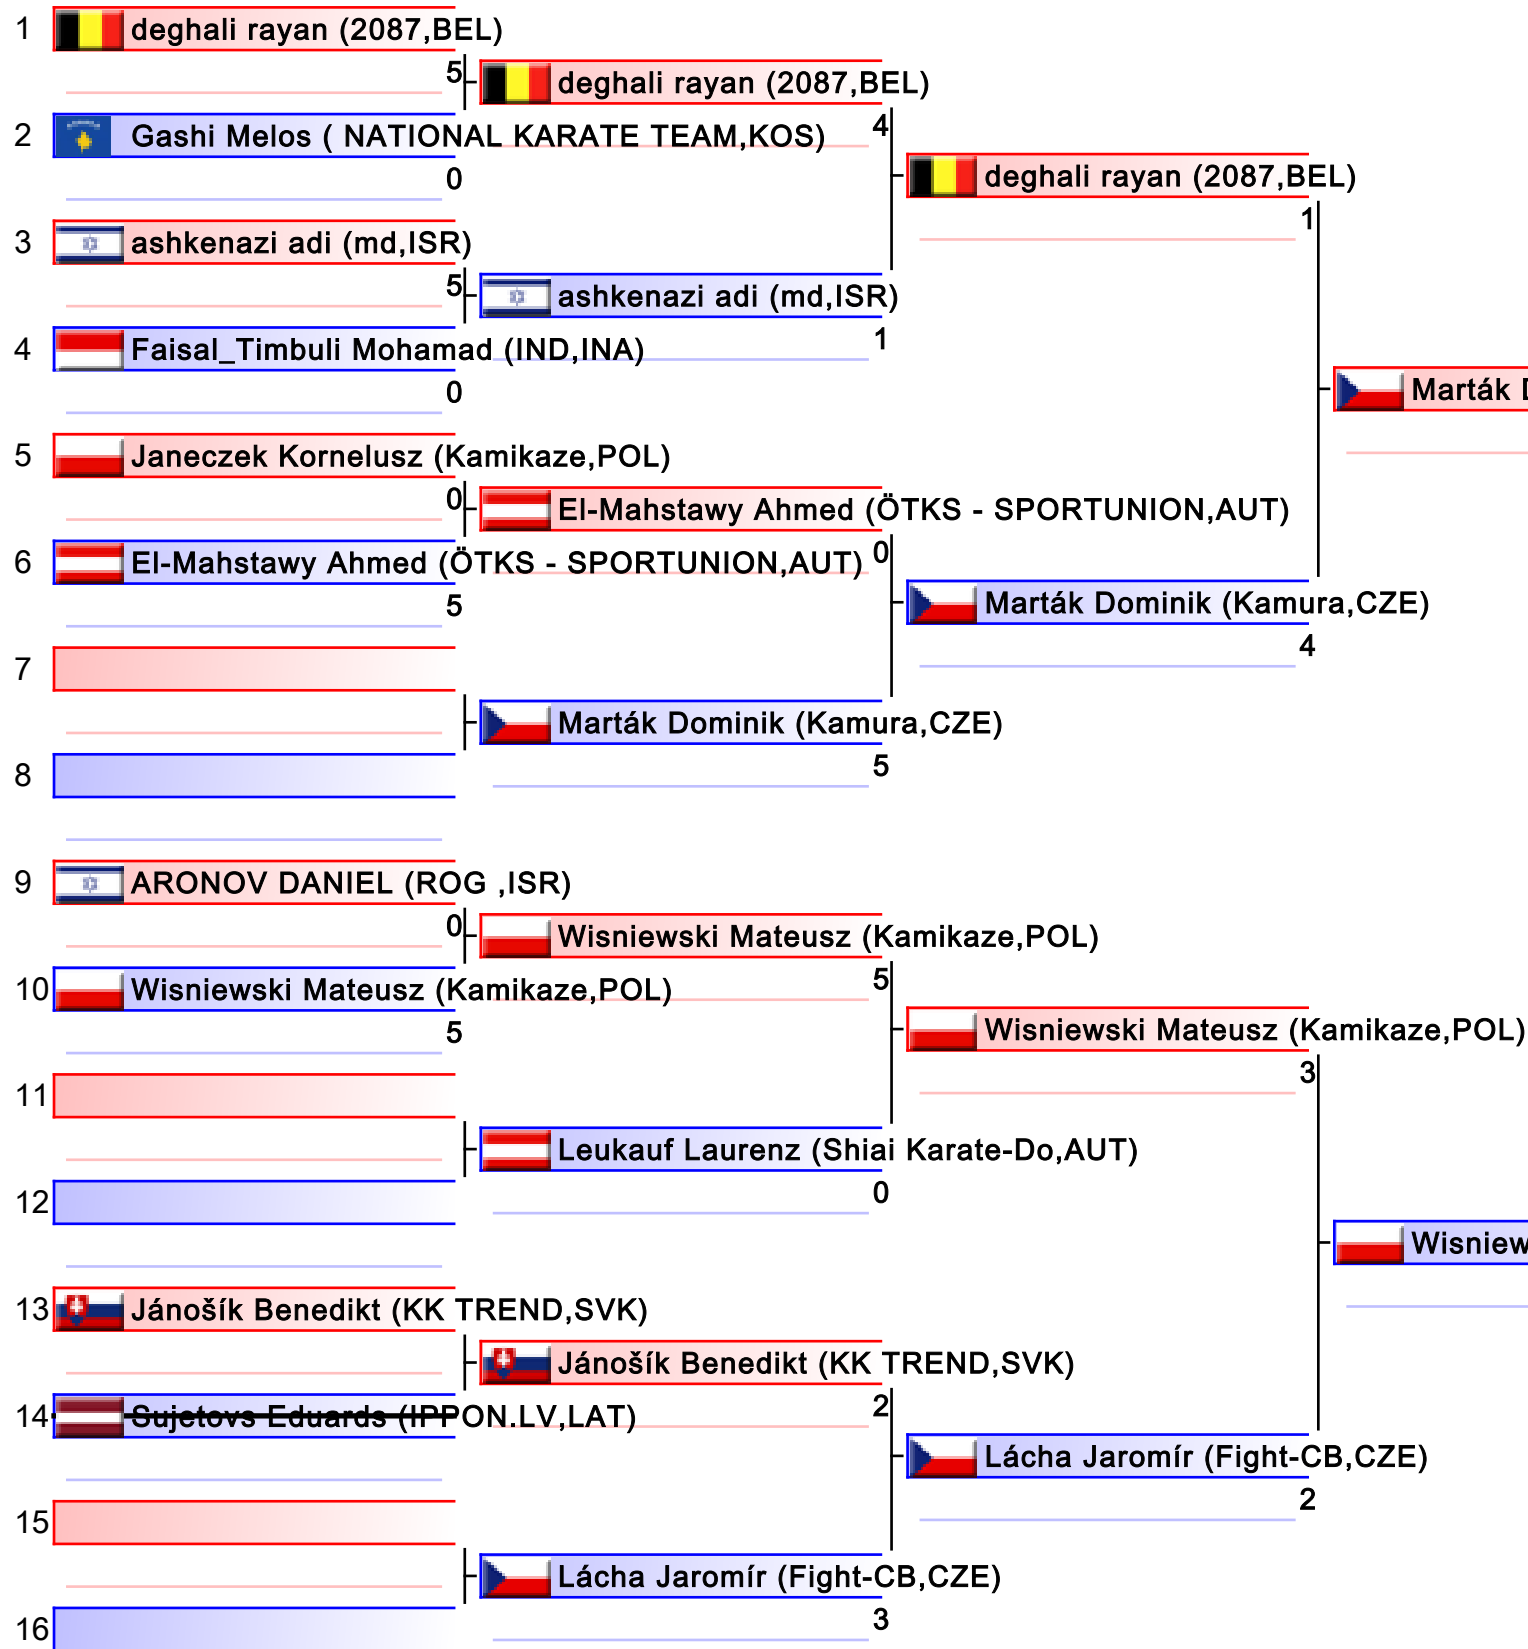 1 deghali rayan (2087,BEL)
5 deghali rayan (2087,BEL)
2 Gashi Melos ( NATIONAL KARATE TEAM,KOS) 4
0 deghali rayan (2087,BEL)
3 ashkenazi adi (md,ISR) 1
5 ashkenazi adi (md,ISR)
4 Faisal_Timbuli Mohamad (IND,INA) 1
0 Marták
5 Janeczek Kornelusz (Kamikaze,POL)
0 El-Mahstawy Ahmed (ÖTKS - SPORTUNION,AUT)
6 El-Mahstawy Ahmed (ÖTKS - SPORTUNION,AUT) 0
5 Marták Dominik (Kamura,CZE)
7 4
Marták Dominik (Kamura,CZE)
8 5
9 ARONOV DANIEL (ROG ,ISR)
0 Wisniewski Mateusz (Kamikaze,POL)
10 Wisniewski Mateusz (Kamikaze,POL) 5
5 Wisniewski Mateusz (Kamikaze,POL)
11 3
Leukauf Laurenz (Shiai Karate-Do,AUT)
12 0
Wisniew
13 Jánošík Benedikt (KK TREND,SVK)
Jánošík Benedikt (KK TREND,SVK)
14 Sujetovs Eduards (IPPON.LV,LAT) 2
Lácha Jaromír (Fight-CB,CZE)
15 2
Lácha Jaromír (Fight-CB,CZE)
16 3